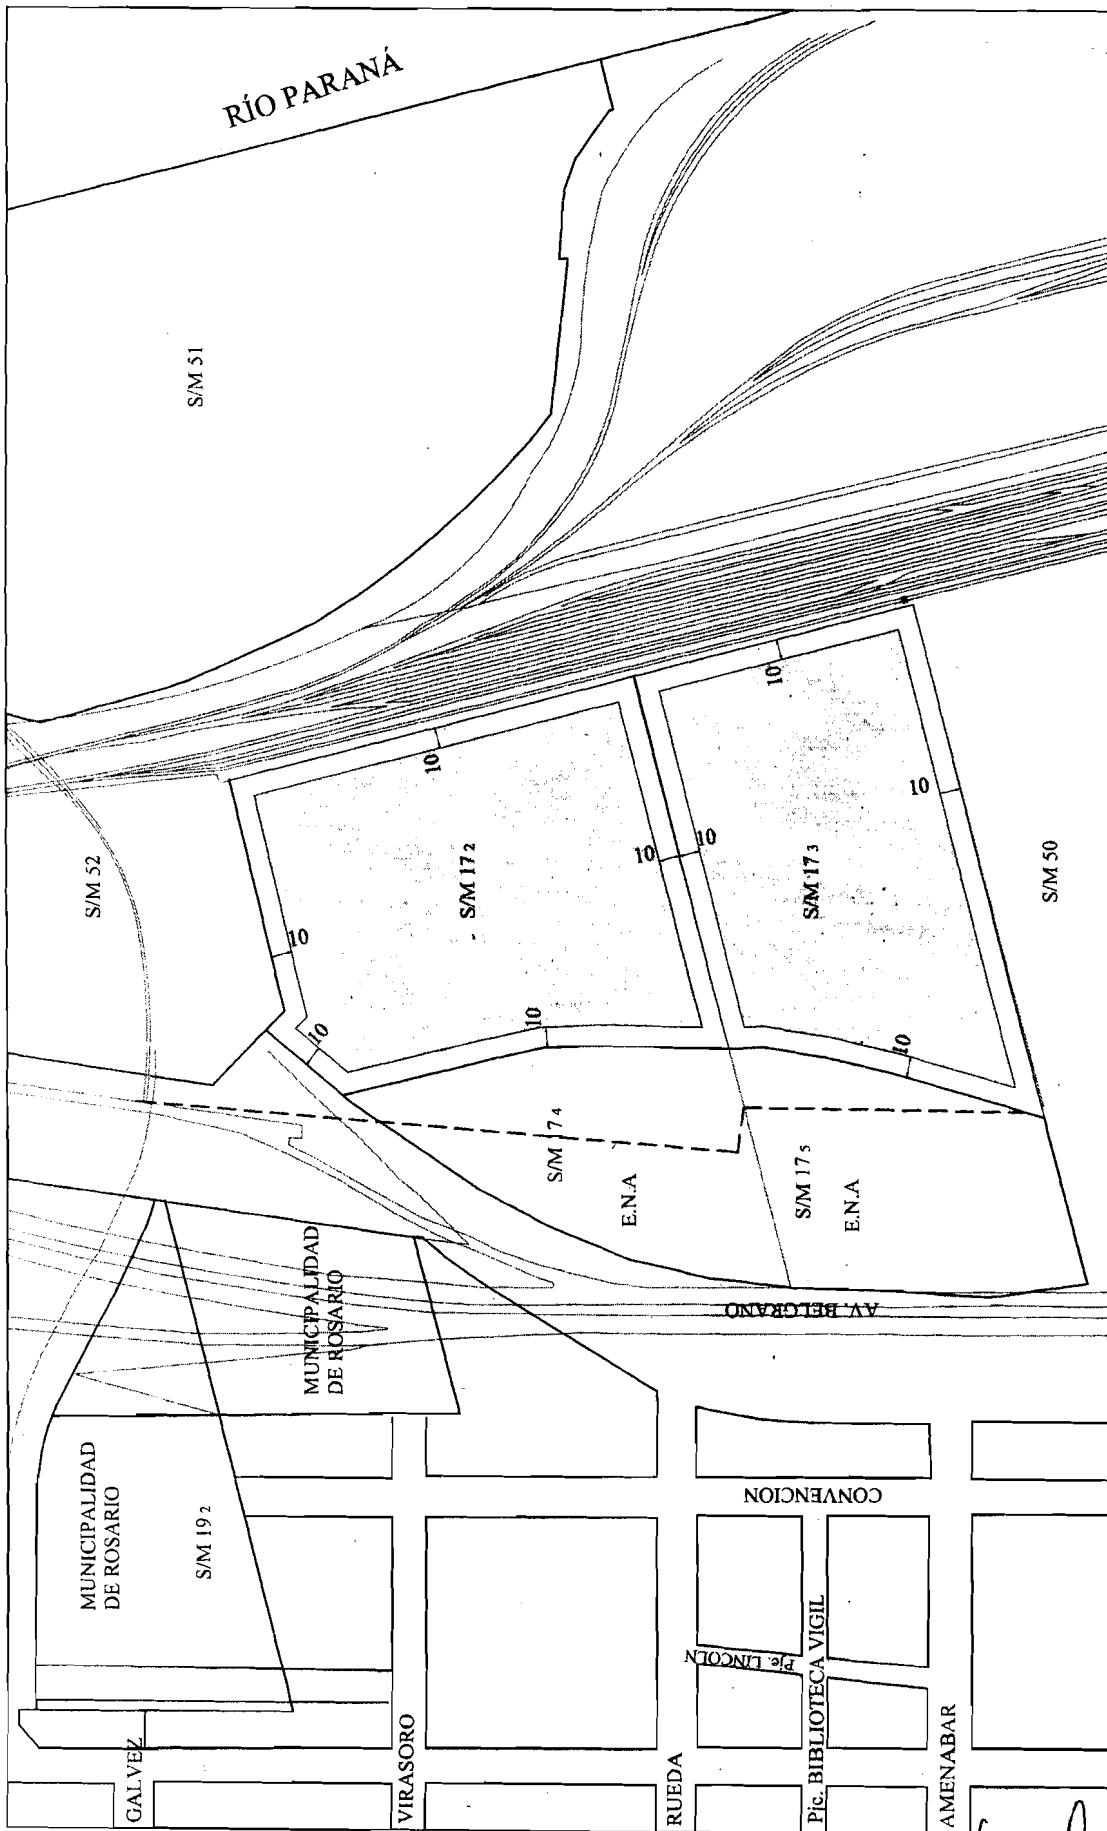 RÍO PARANÁ
S/M 51
S/M 52
10
10
10
10
10
10
S/M 17 2
S/M 17 3
10
10
10
10
S/M 50
S/M 17 4
E.N.A
S/M 17 5
E.N.A
MUNICIPALIDAD
DE ROSARIO
AV. BELGRANO
MUNICIPALIDAD
DE ROSARIO
S/M 19 2
CONVENCION
Pje. LINCOLN
GALVEZ
VIRASORO
RUEDA
Pje. BIBLIOTECA VIGIL
AMENABAR